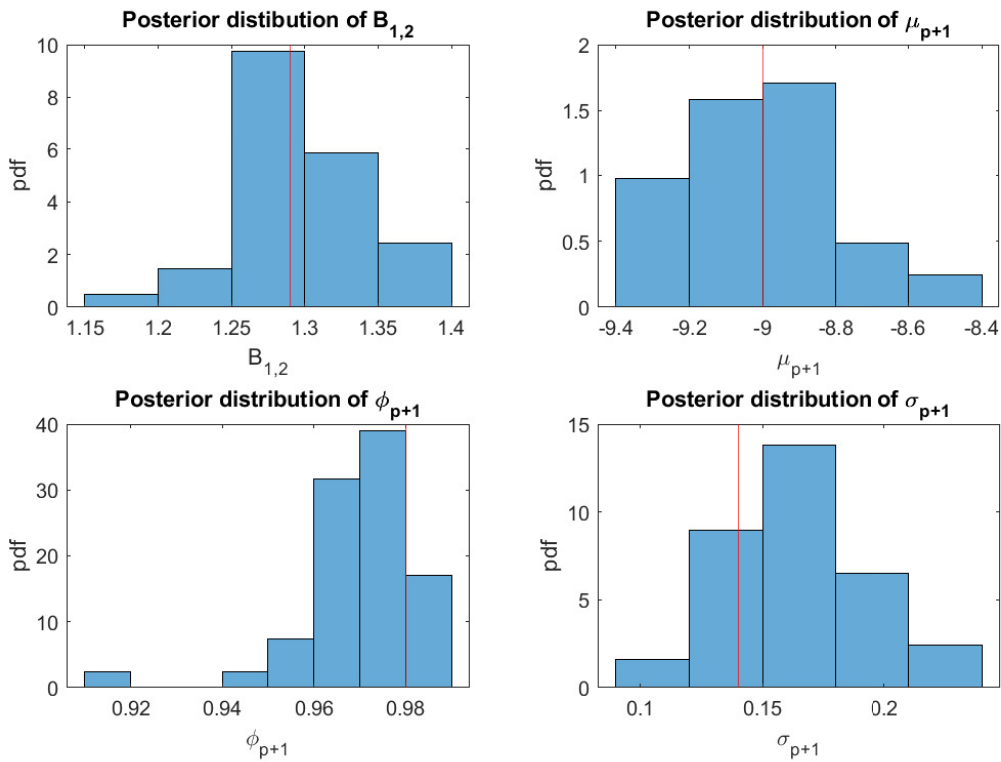 Posterior distibution of B1,2
10
8
6
4
2
0
pdf
1.15 1.2 1.25 1.3 1.35 1.4
B1,2
Posterior distribution of μp+1
2
1.5
1
0.5
0
pdf
-9.4 -9.2 -9 -8.8 -8.6 -8.4
μp+1
Posterior distribution of ϕp+1
40
30
20
10
0
pdf
0.92 0.94 0.96 0.98
ϕp+1
Posterior distribution of σp+1
15
10
5
0
pdf
0.1 0.15 0.2
σp+1